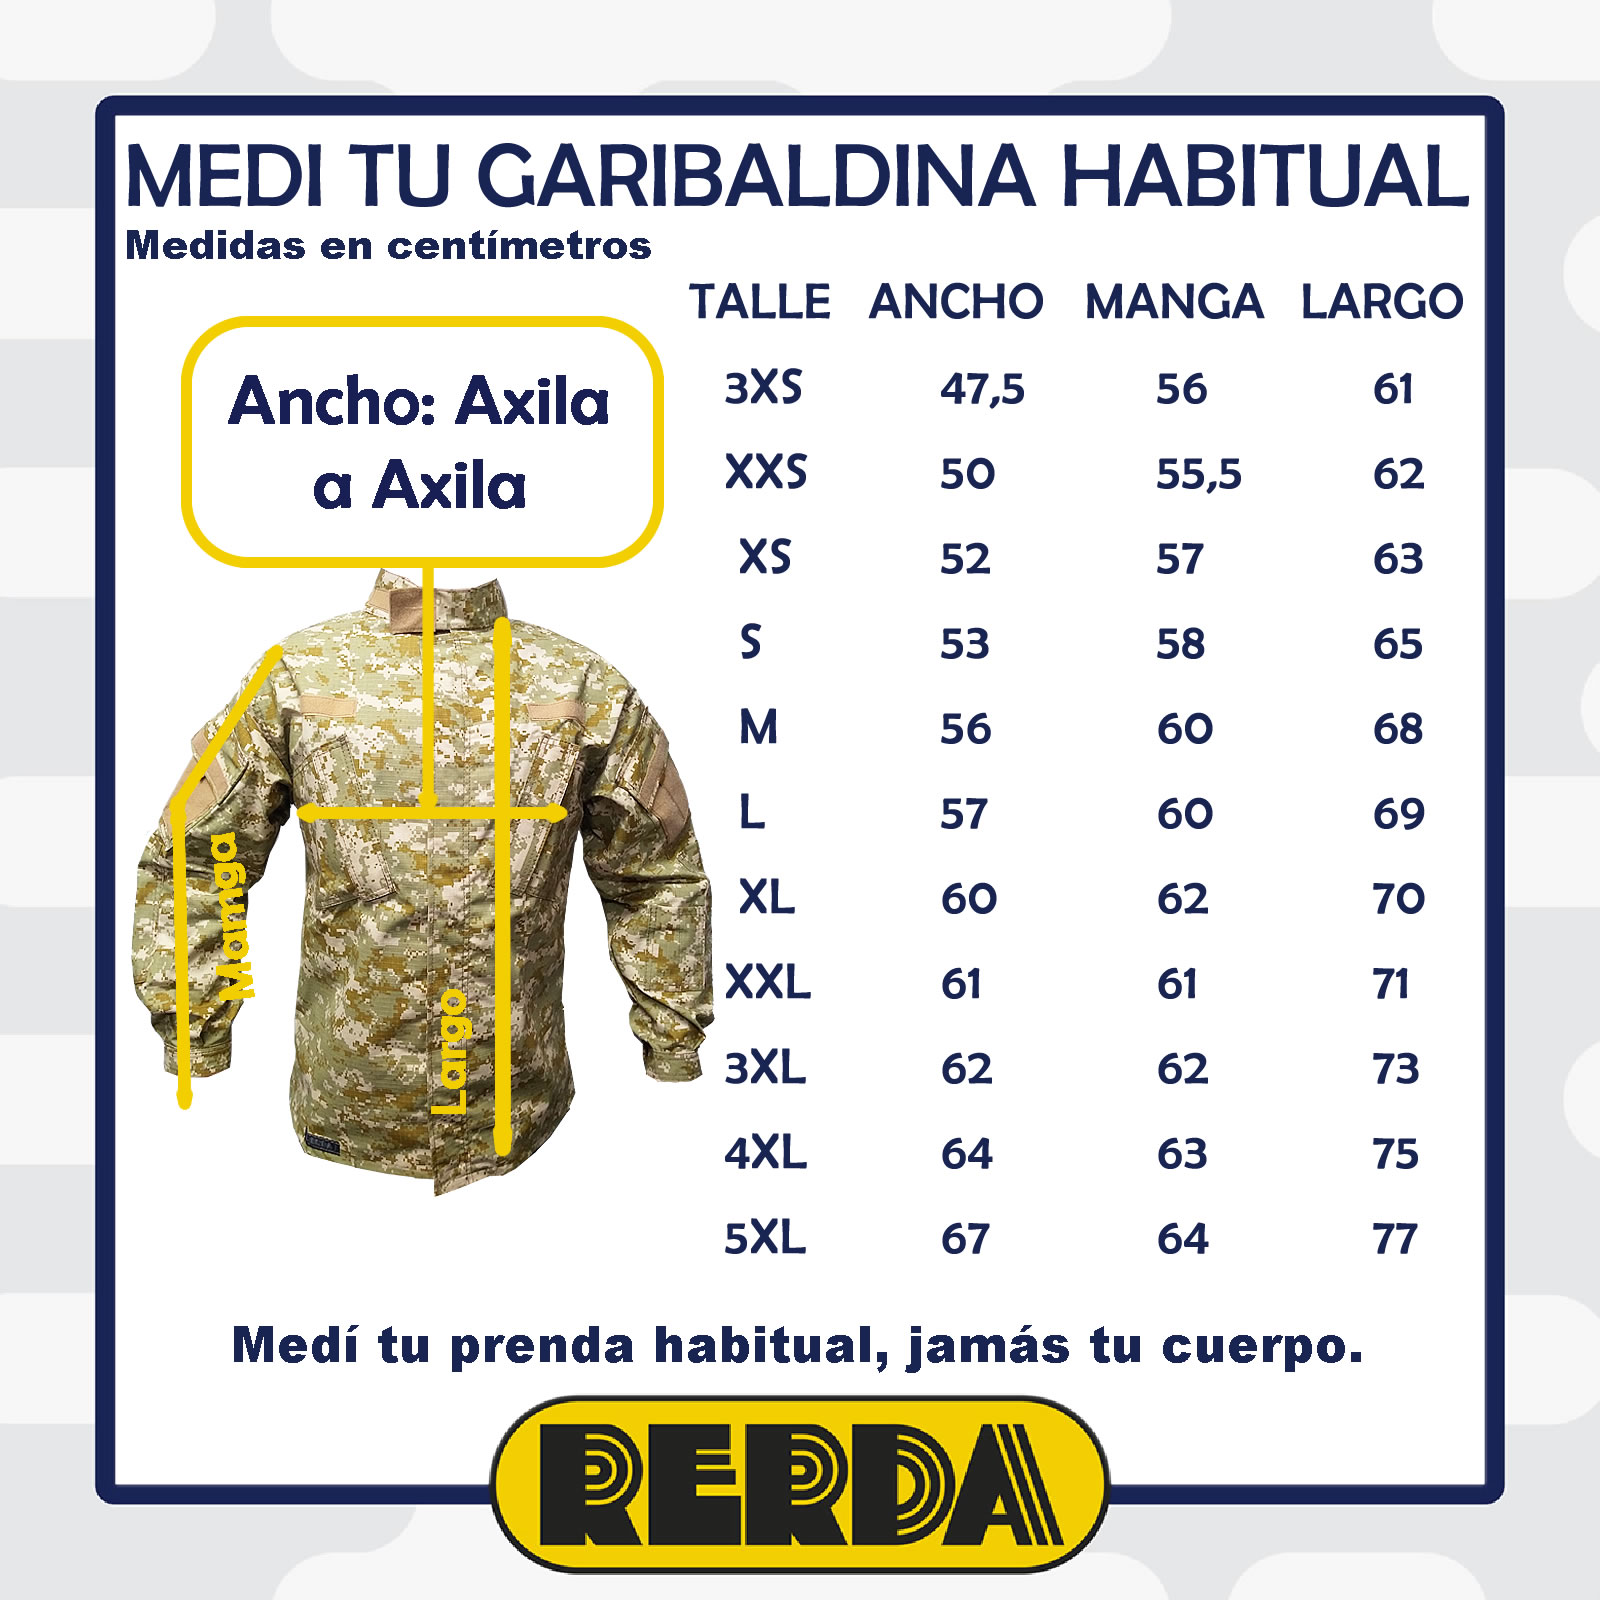 MEDI TU GARIBALDINA HABITUAL
Medidas en centímetros
TALLE ANCHO MANGA LARGO
Ancho: Axila
a Axila
3XS 47,5 56 61
XXS 50 55,5 62
XS 52 57 63
S 53 58 65
M 56 60 68
L 57 60 69
XL 60 62 70
XXL 61 61 71
3XL 62 62 73
4XL 64 63 75
5XL 67 64 77
Mamga
Largo
Medí tu prenda habitual, jamás tu cuerpo.
RERDA